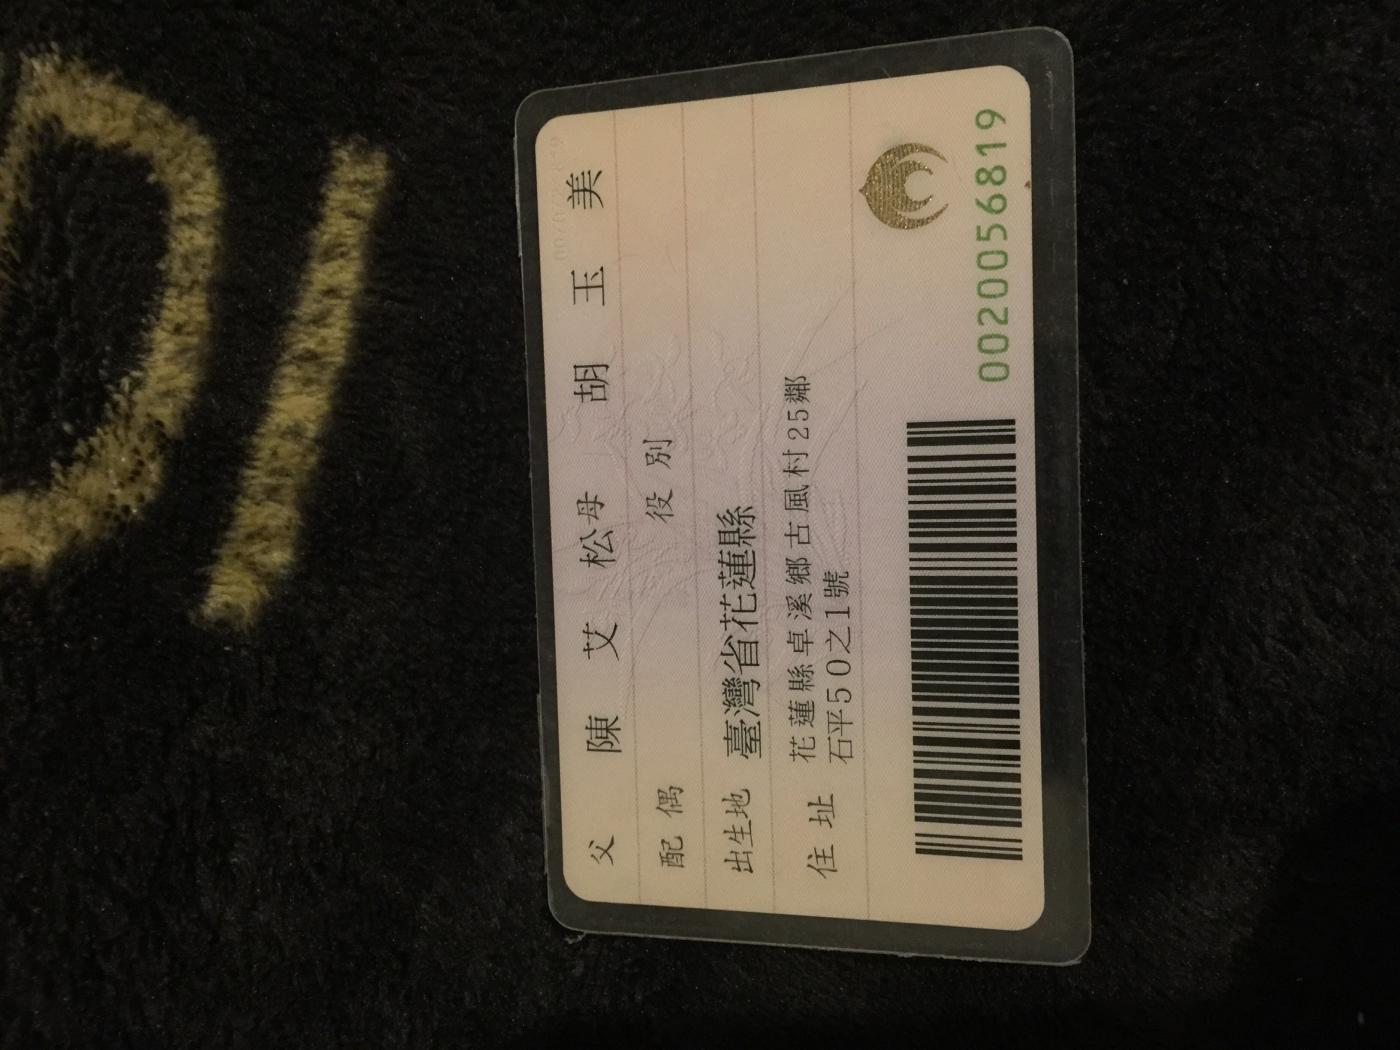 父 陳艾松 母 胡玉美
配偶 役別
出生地 臺灣省花蓮縣
住址 花蓮縣卓溪鄉古風村25鄰
石平50之1號
0020056819